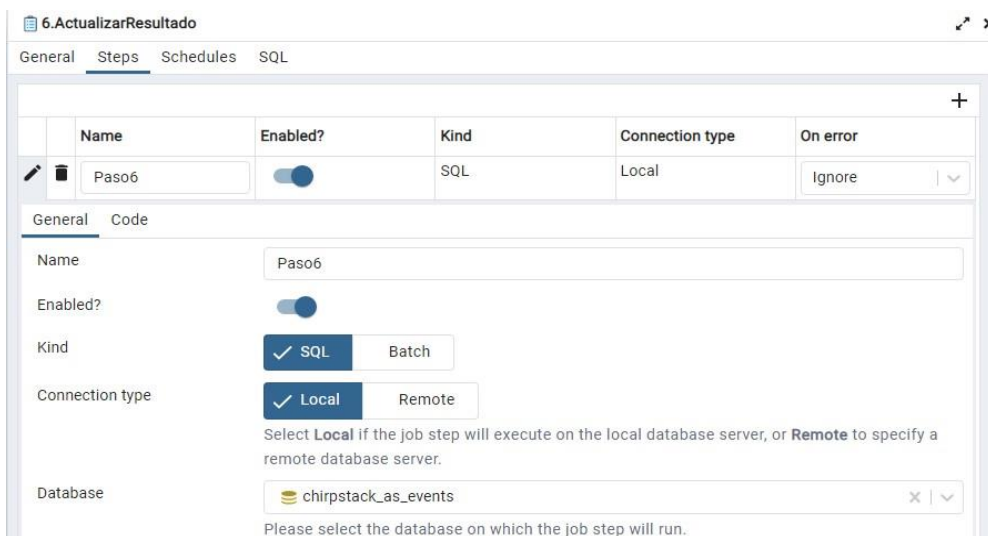 6.ActualizarResultado
General Steps Schedules SQL
Name Enabled? Kind Connection type On error
Paso6 SQL Local Ignore
General Code
Name Paso6
Enabled?
Kind SQL Batch
Connection type Local Remote
Select Local if the job step will execute on the local database server, or Remote to specify a
remote database server.
Database chirpstack_as_events
Please select the database on which the job step will run.